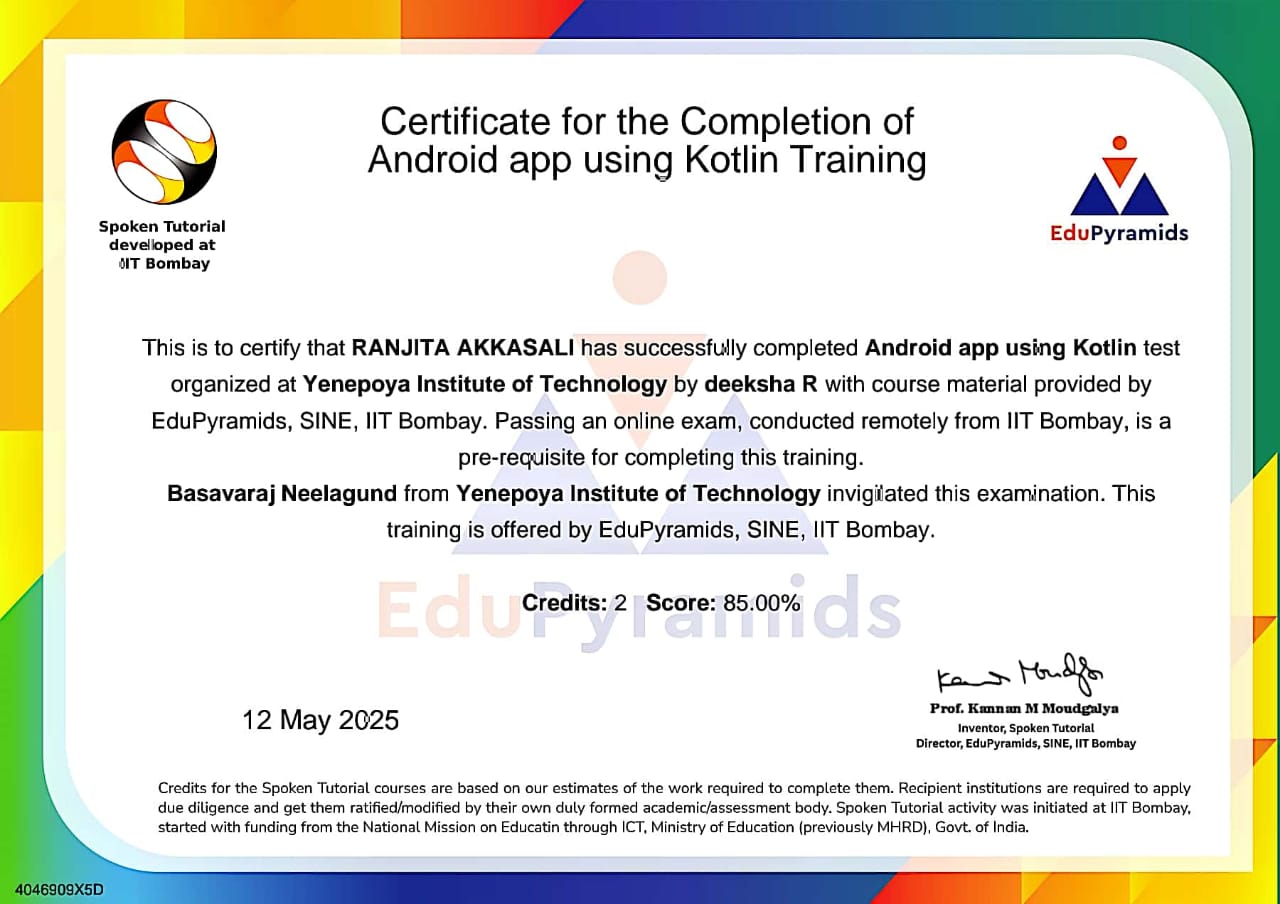 Certificate for the Completion of
Android app using Kotlin Training
Spoken Tutorial
developed at
IIT Bombay
EduPyramids
This is to certify that RANJITA AKKASALI has successfully completed Android app using Kotlin test
organized at Yenepoya Institute of Technology by deeksha R with course material provided by
EduPyramids, SINE, IIT Bombay. Passing an online exam, conducted remotely from IIT Bombay, is a
pre-requisite for completing this training.
Basavaraj Neelagund from Yenepoya Institute of Technology invigilated this examination. This
training is offered by EduPyramids, SINE, IIT Bombay.
EduPyramids
Credits: 2 Score: 85.00%
12 May 2025
Kannan Moudgalya
Prof. Kannan M Moudgalya
Inventor, Spoken Tutorial
Director, EduPyramids, SINE, IIT Bombay
Credits for the Spoken Tutorial courses are based on our estimates of the work required to complete them. Recipient institutions are required to apply
due diligence and get them ratified/modified by their own duly formed academic/assessment body. Spoken Tutorial activity was initiated at IIT Bombay,
started with funding from the National Mission on Educatin through ICT, Ministry of Education (previously MHRD), Govt. of India.
4046909X5D